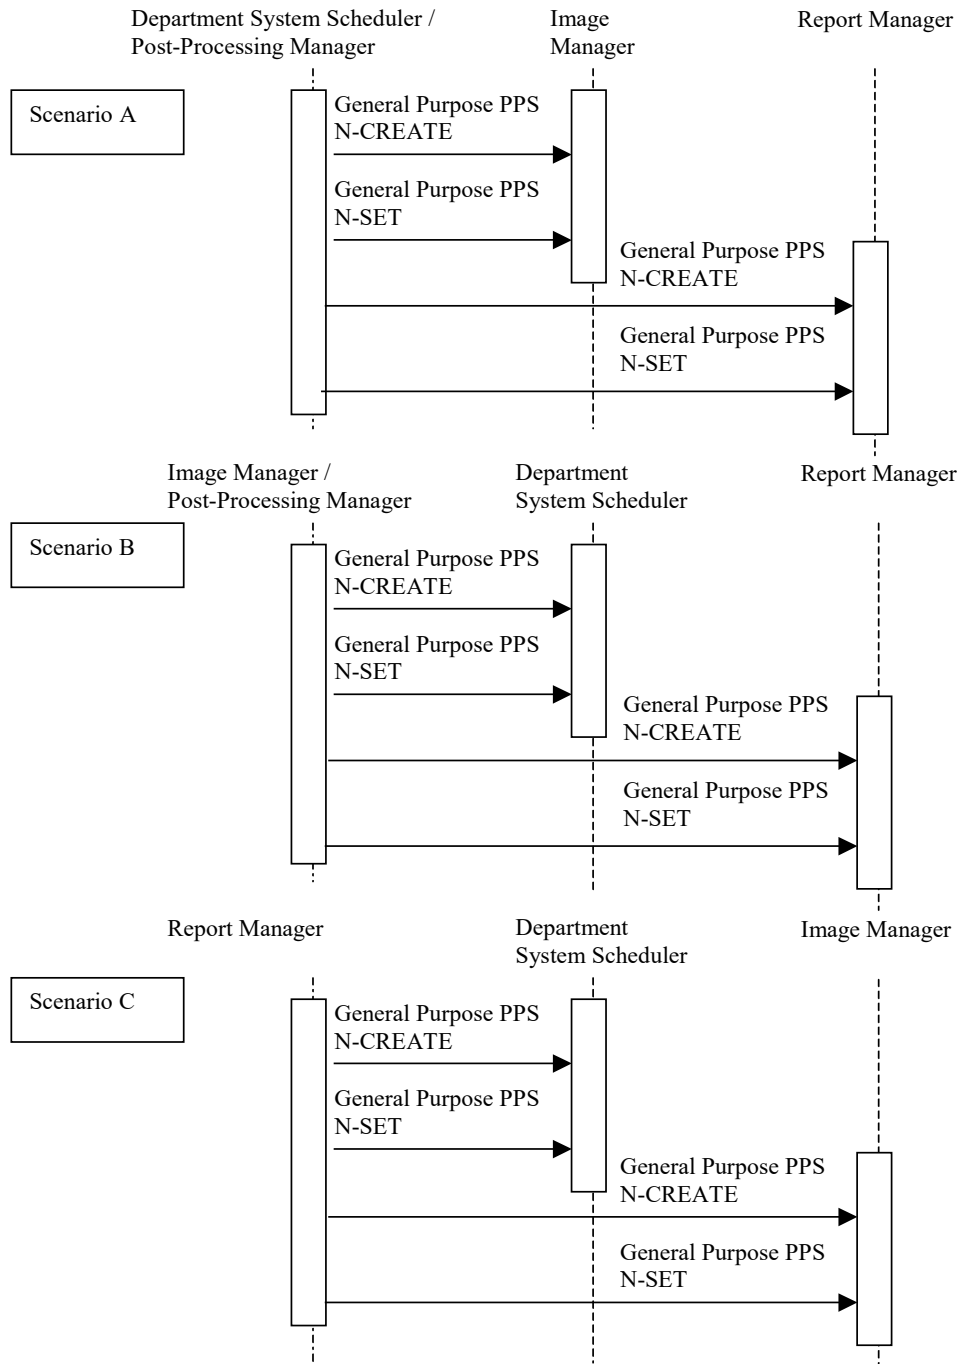 Department System Scheduler /
Post-Processing Manager
Image
Manager
Report Manager
Scenario A
General Purpose PPS
N-CREATE
General Purpose PPS
N-SET
General Purpose PPS
N-CREATE
General Purpose PPS
N-SET
Image Manager /
Post-Processing Manager
Department
System Scheduler
Report Manager
Scenario B
General Purpose PPS
N-CREATE
General Purpose PPS
N-SET
General Purpose PPS
N-CREATE
General Purpose PPS
N-SET
Report Manager
Department
System Scheduler
Image Manager
Scenario C
General Purpose PPS
N-CREATE
General Purpose PPS
N-SET
General Purpose PPS
N-CREATE
General Purpose PPS
N-SET